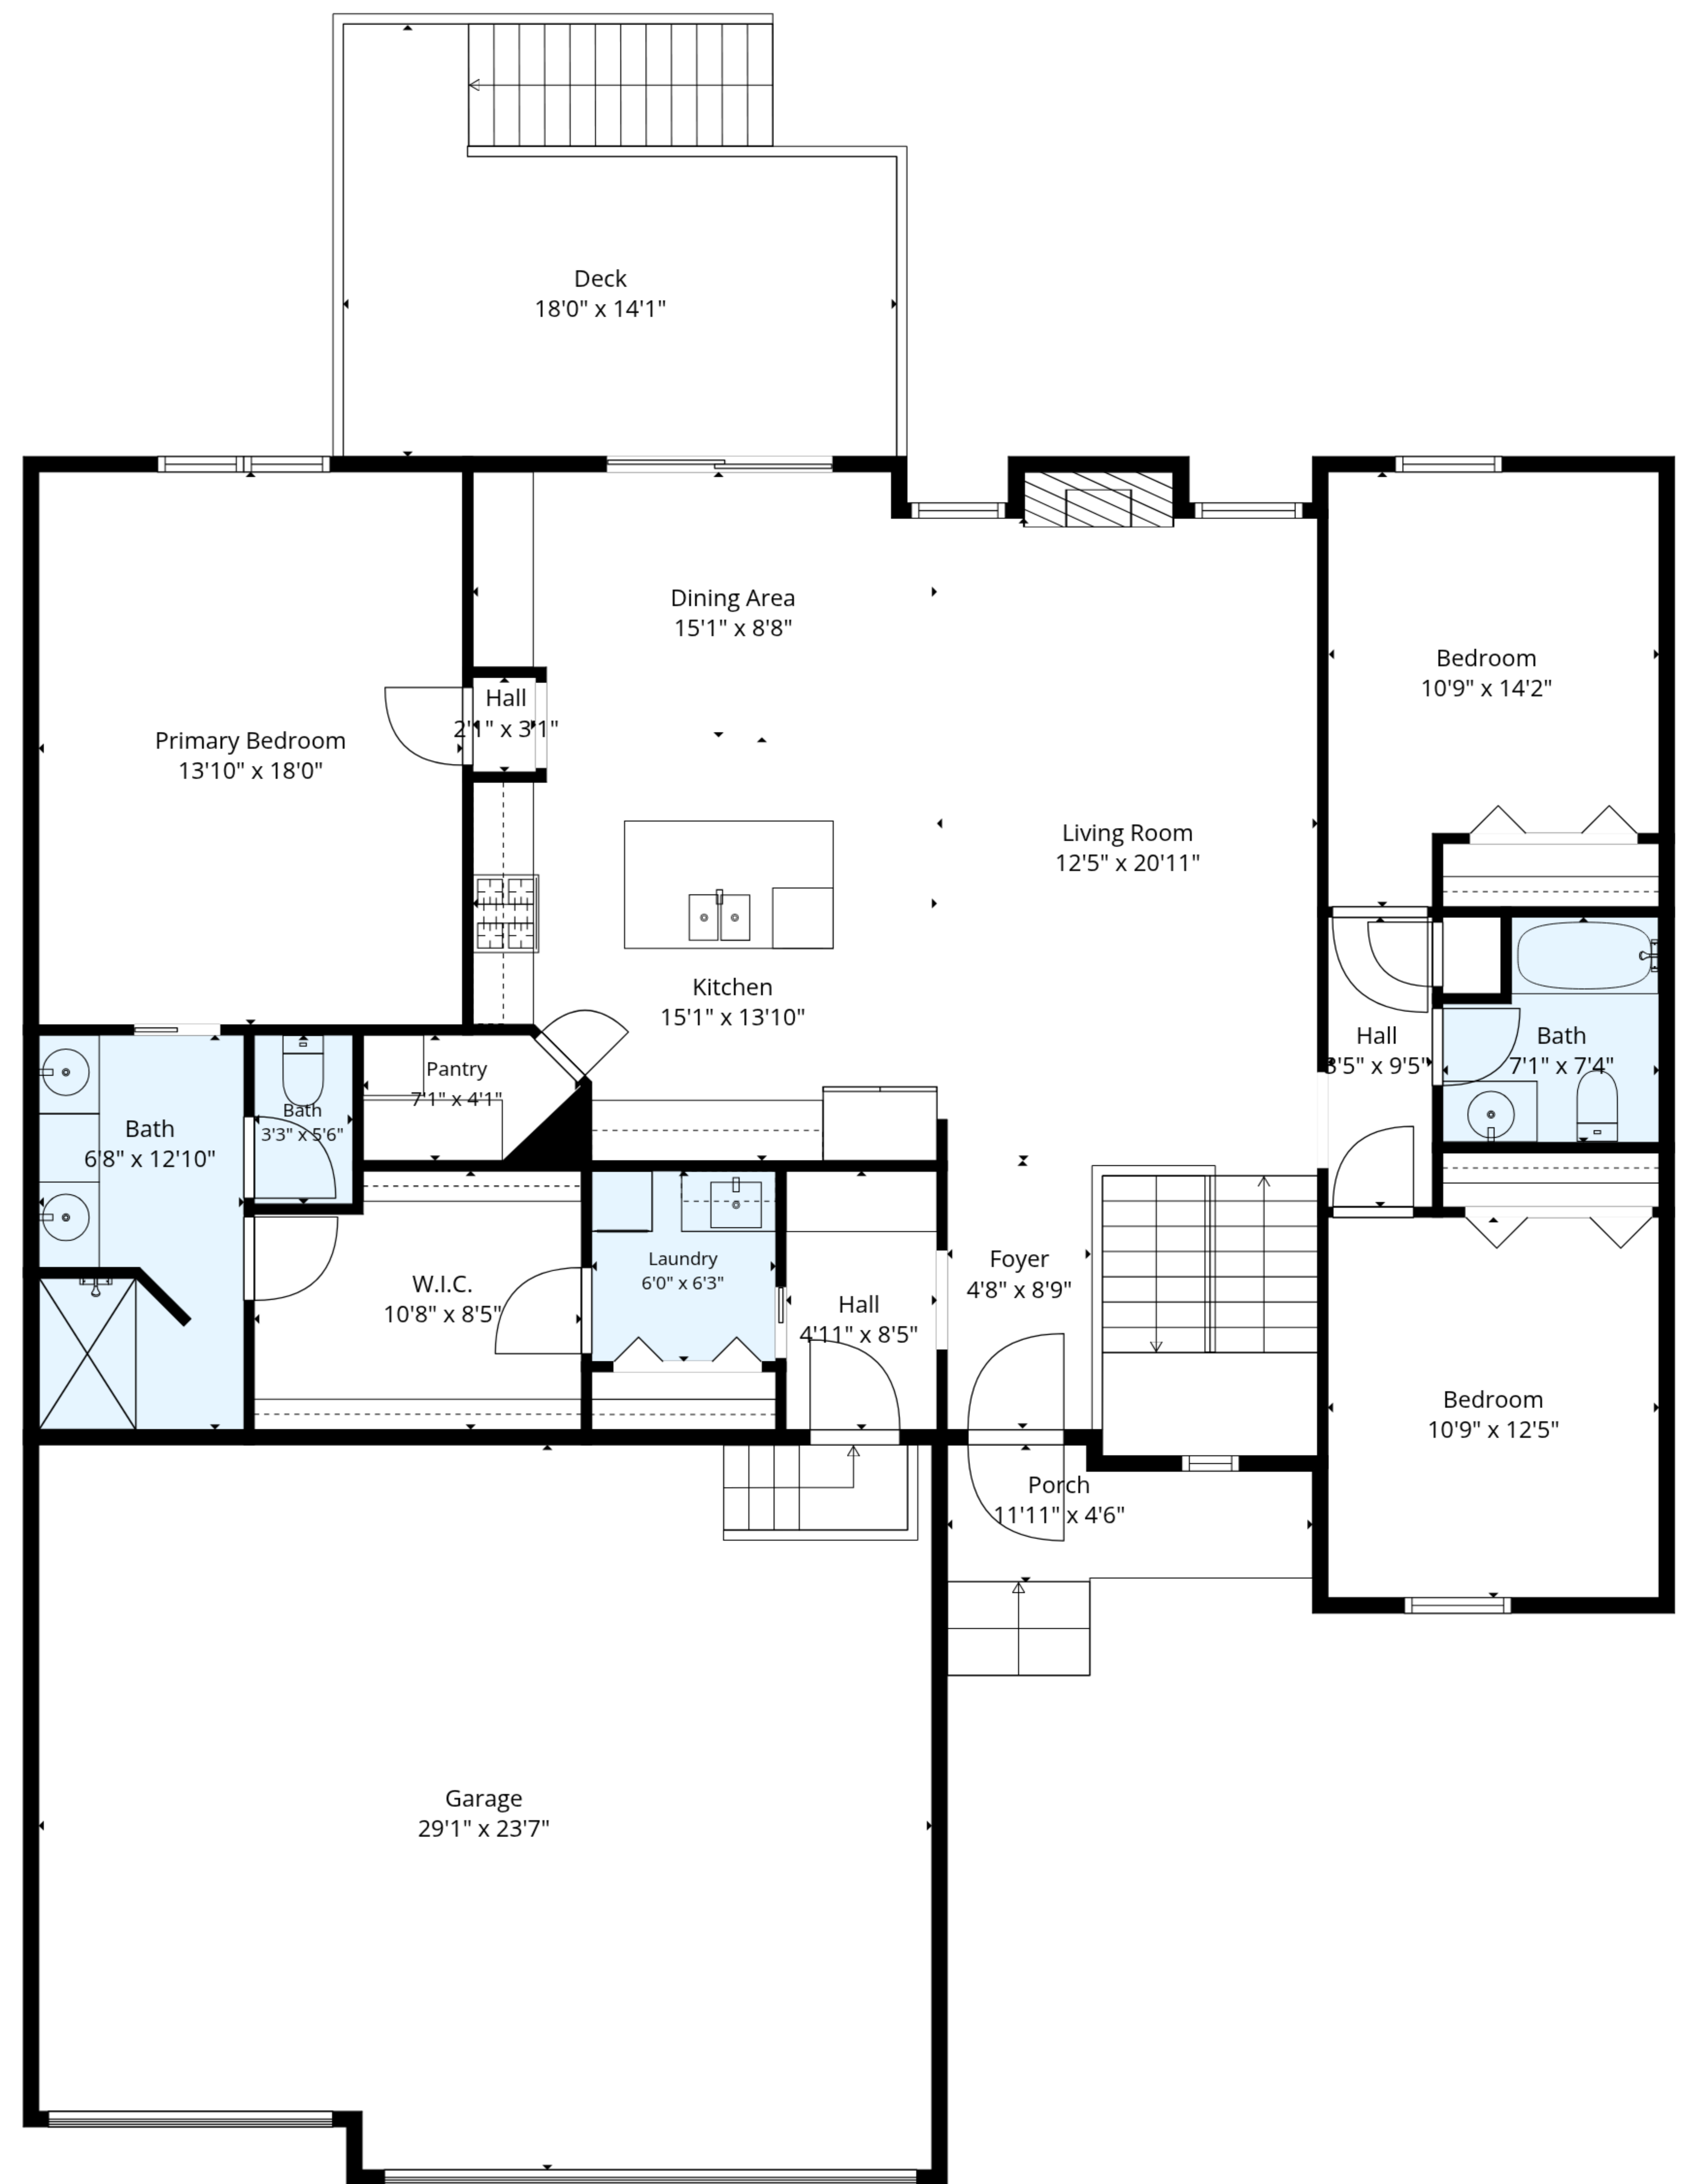 Deck
18'0" x 14'1"
Dining Area
15'1" x 8'8"
Bedroom
10'9" x 14'2"
Hall
2'1" x 3'1"
Primary Bedroom
13'10" x 18'0"
Living Room
12'5" x 20'11"
Kitchen
15'1" x 13'10"
Hall
3'5" x 9'5"
Bath
7'1" x 7'4"
Pantry
7'1" x 4'1"
Bath
3'3" x 5'6"
Bath
6'8" x 12'10"
Laundry
6'0" x 6'3"
Foyer
4'8" x 8'9"
W.I.C.
10'8" x 8'5"
Hall
4'11" x 8'5"
Bedroom
10'9" x 12'5"
Porch
11'11" x 4'6"
Garage
29'1" x 23'7"